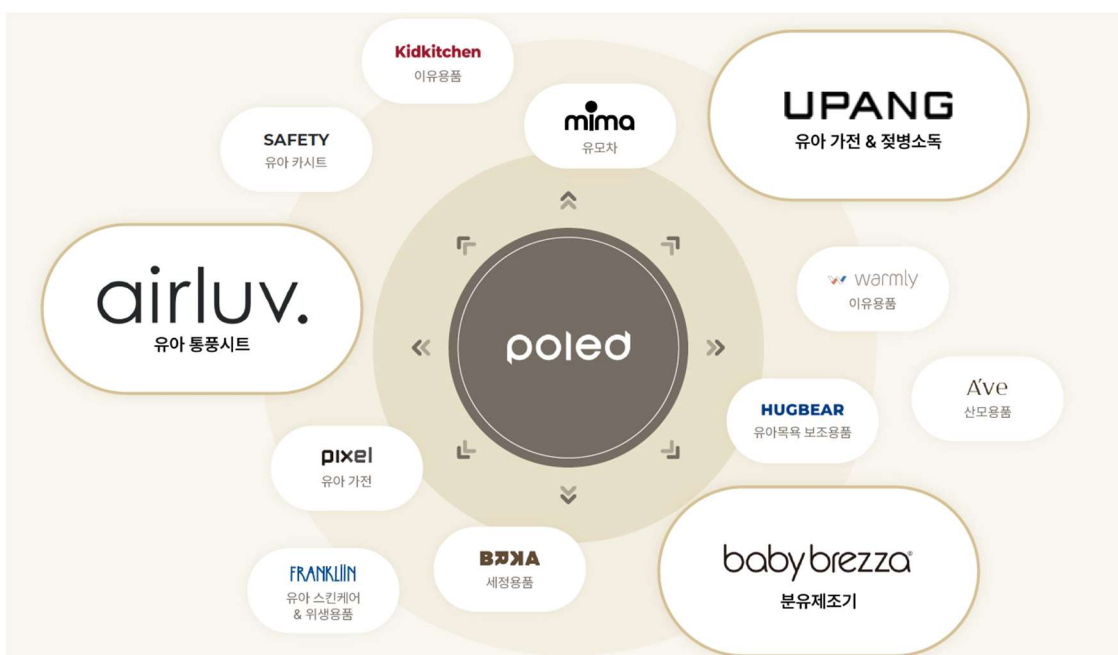 Kidkitchen
이유용품
mima
유모차
UPANG
유아 가전 & 젖병소독
SAFETY
유아 카시트
airluv.
유아 통풍시트
poled
warmly
이유용품
A've
산모용품
HUGBEAR
유아목욕 보조용품
pixel
유아 가전
FRANKLIIN
유아 스킨케어
& 위생용품
세정용품
babybrezza®
분유제조기